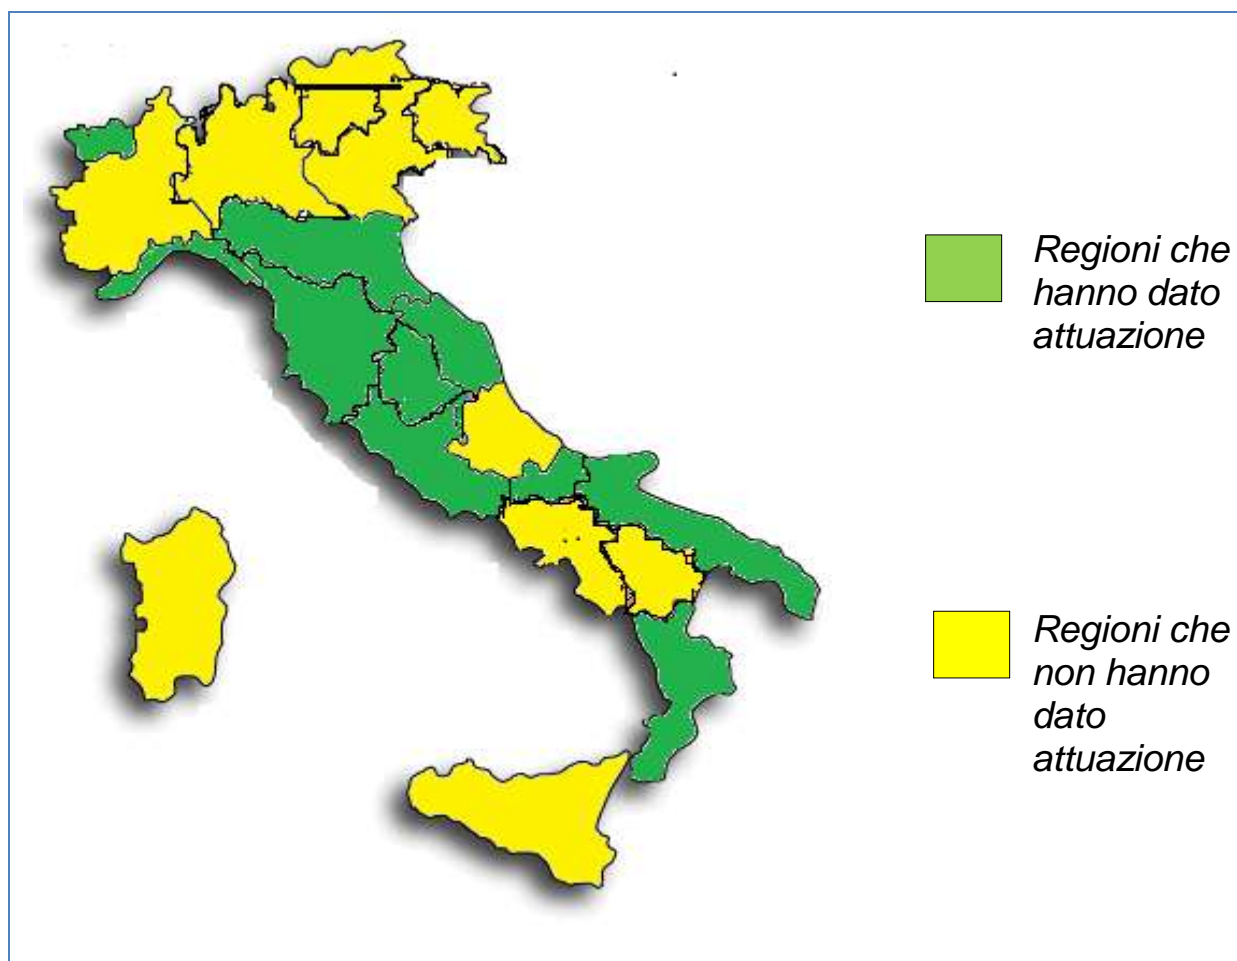 Regioni che
hanno dato
attuazione
Regioni che
non hanno
dato
attuazione